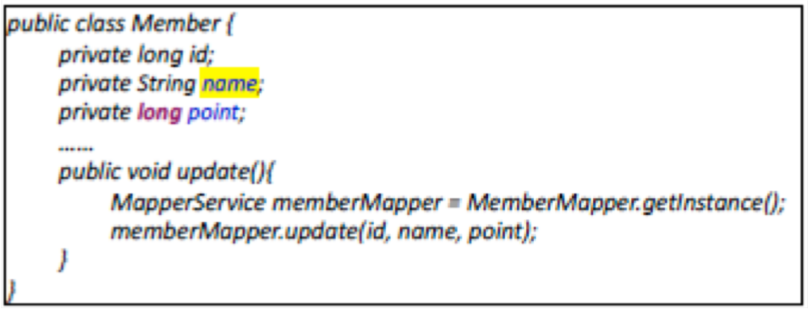 public class Member {
private long id;
private String name;
private long point;
......
public void update(){
MapperService memberMapper = MemberMapper.getInstance();
memberMapper.update(id, name, point);
}
}